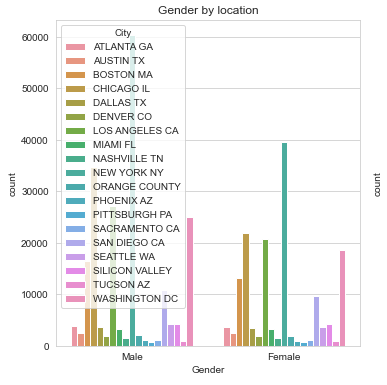 Gender by location
City
ATLANTA GA
AUSTIN TX
BOSTON MA
CHICAGO IL
DALLAS TX
DENVER CO
LOS ANGELES CA
MIAMI FL
NASHVILLE TN
NEW YORK NY
ORANGE COUNTY
PHOENIX AZ
PITTSBURGH PA
SACRAMENTO CA
SAN DIEGO CA
SEATTLE WA
SILICON VALLEY
TUCSON AZ
WASHINGTON DC
60000
50000
40000
30000
20000
10000
0
count
count
Male
Female
Gender